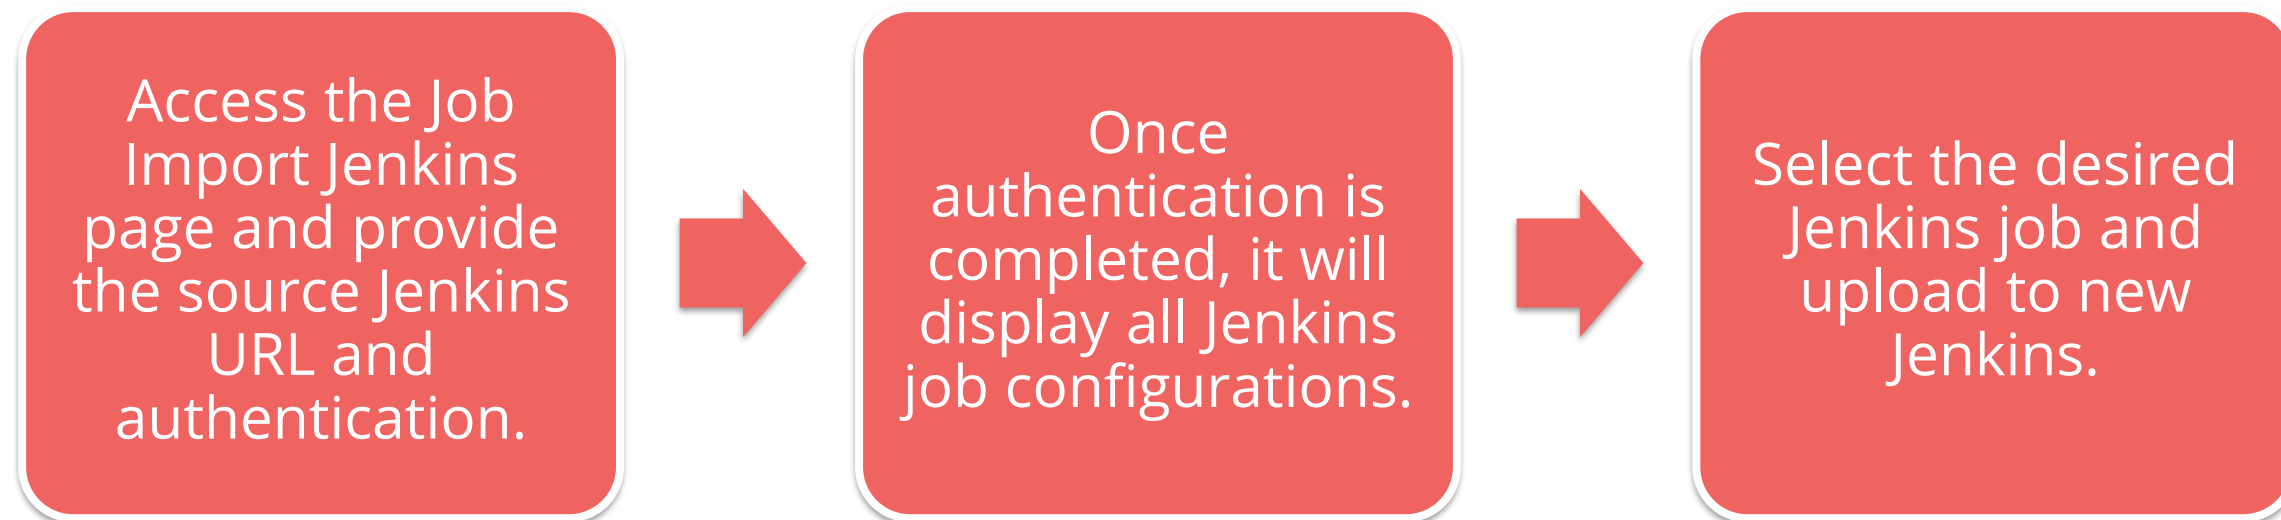 Access the Job
Import Jenkins
page and provide
the source Jenkins
URL and
authentication.
Once
authentication is
completed, it will
display all Jenkins
job configurations.
Select the desired
Jenkins job and
upload to new
Jenkins.